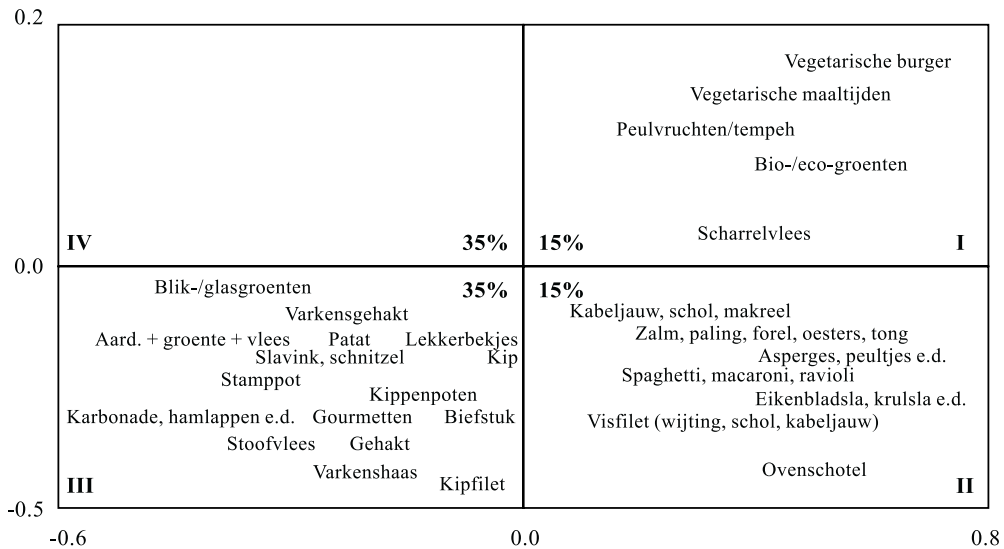 0.2
Vegetarische burger
Vegetarische maaltijden
Peulvruchten/tempeh
Bio-/eco-groenten
Scharrelvlees
IV 35% 15% I
0.0
Blik-/glasgroenten 35% 15%
Varkensgehakt Kabeljauw, schol, makreel
Aard. + groente + vlees Patat Lekkerbekjes Zalm, paling, forel, oesters, tong
Slavink, schnitzel Kip Asperges, peultjes e.d.
Stamppot Spaghetti, macaroni, ravioli
Kippenpoten Eikenbladsla, krulsla e.d.
Karbonade, hamlappen e.d. Gourmetten Biefstuk Visfilet (wijting, schol, kabeljauw)
Stoofvlees Gehakt
Varkenshaas Ovenschotel
III Kipfilet II
-0.5
-0.6 0.0 0.8